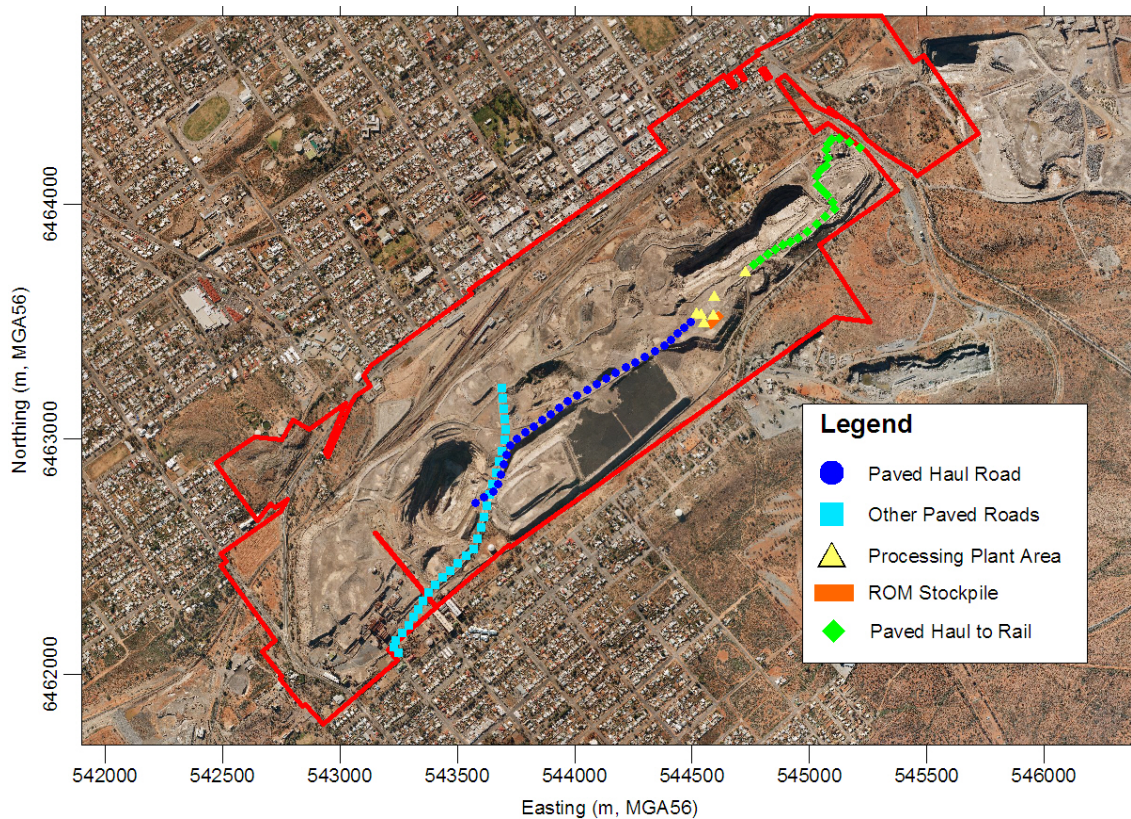 Northing (m, MGA56)
6464000
6463000
6462000
Legend
Paved Haul Road
Other Paved Roads
Processing Plant Area
ROM Stockpile
Paved Haul to Rail
542000 542500 543000 543500 544000 544500 545000 545500 546000
Easting (m, MGA56)